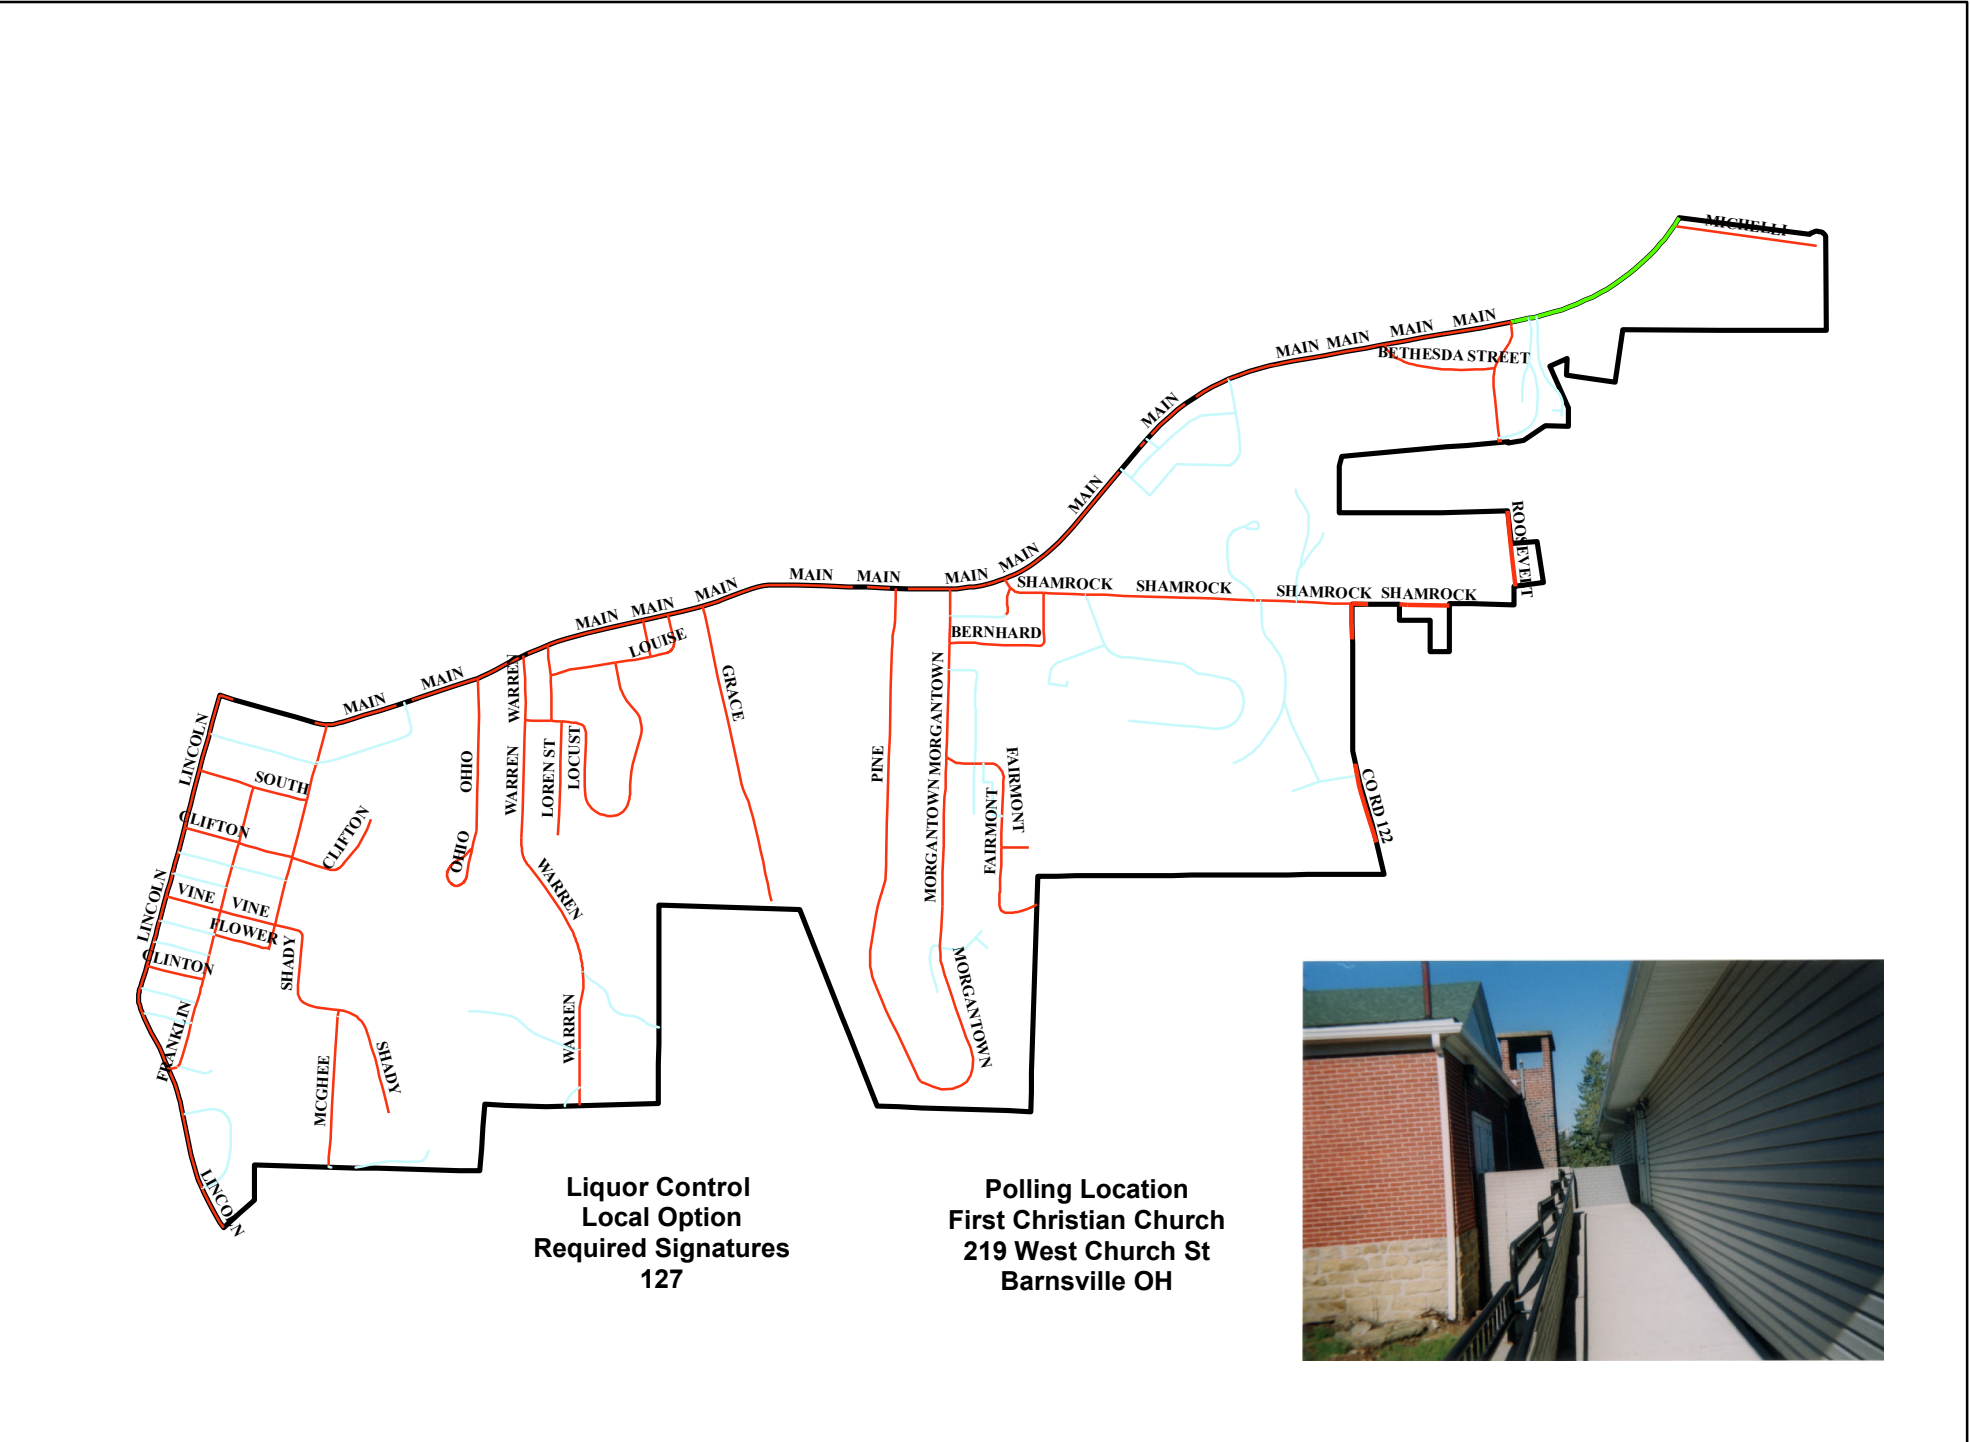 MICHELLI
MAIN
MAIN
MAIN
MAIN
BETHESDA STREET
MAIN
MAIN
ROOSEVELT
MAIN
SHAMROCK
SHAMROCK
SHAMROCK
SHAMROCK
MAIN
MAIN
MAIN
BERNHARD
MAIN
MAIN
MAIN
LOUISE
MAIN
MAIN
WARREN
GRACE
MORGANTOWN
LINCOLN
SOUTH
OHIO
WARREN
LOREN ST
LOCUST
PINE
FAIRMONT
CO RD 122
CLIFTON
CLIFTON
OHIO
MORGANTOWN
FAIRMONT
LINCOLN
VINE
VINE
WARREN
FLOWER
SHADY
CLINTON
MORGANTOWN
FRANKLIN
WARREN
SHADY
MCGHEE
LINCOLN
Liquor Control
Local Option
Required Signatures
127
Polling Location
First Christian Church
219 West Church St
Barnsville OH